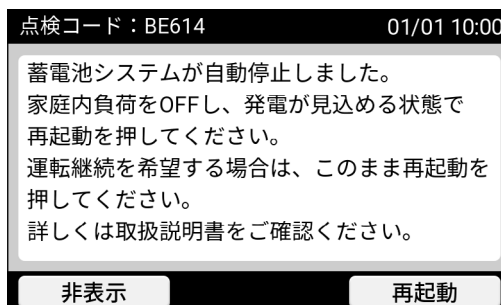 点検コード：BE614 01/01 10:00
蓄電池システムが自動停止しました。
家庭内負荷をOFFし、発電が見込める状態で
再起動を押してください。
運転継続を希望する場合は、このまま再起動を
押してください。
詳しくは取扱説明書をご確認ください。
非表示 再起動